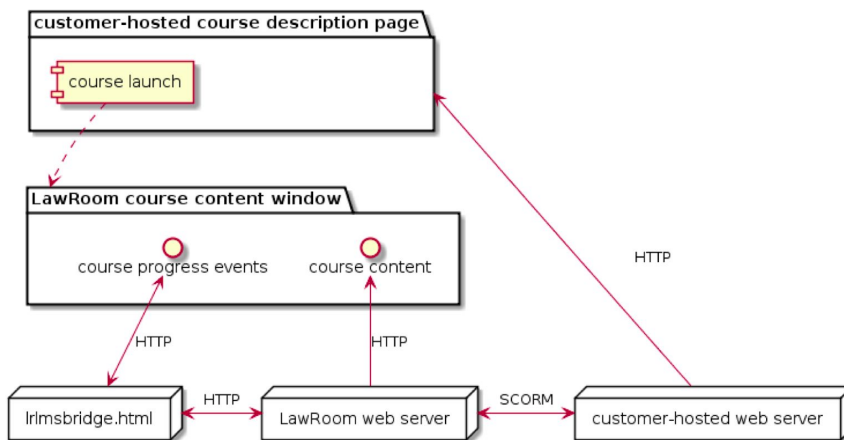 customer-hosted course description page
course launch
LawRoom course content window
course progress events
course content
HTTP
HTTP
HTTP
HTTP
SCORM
lrlmsbridge.html
LawRoom web server
customer-hosted web server